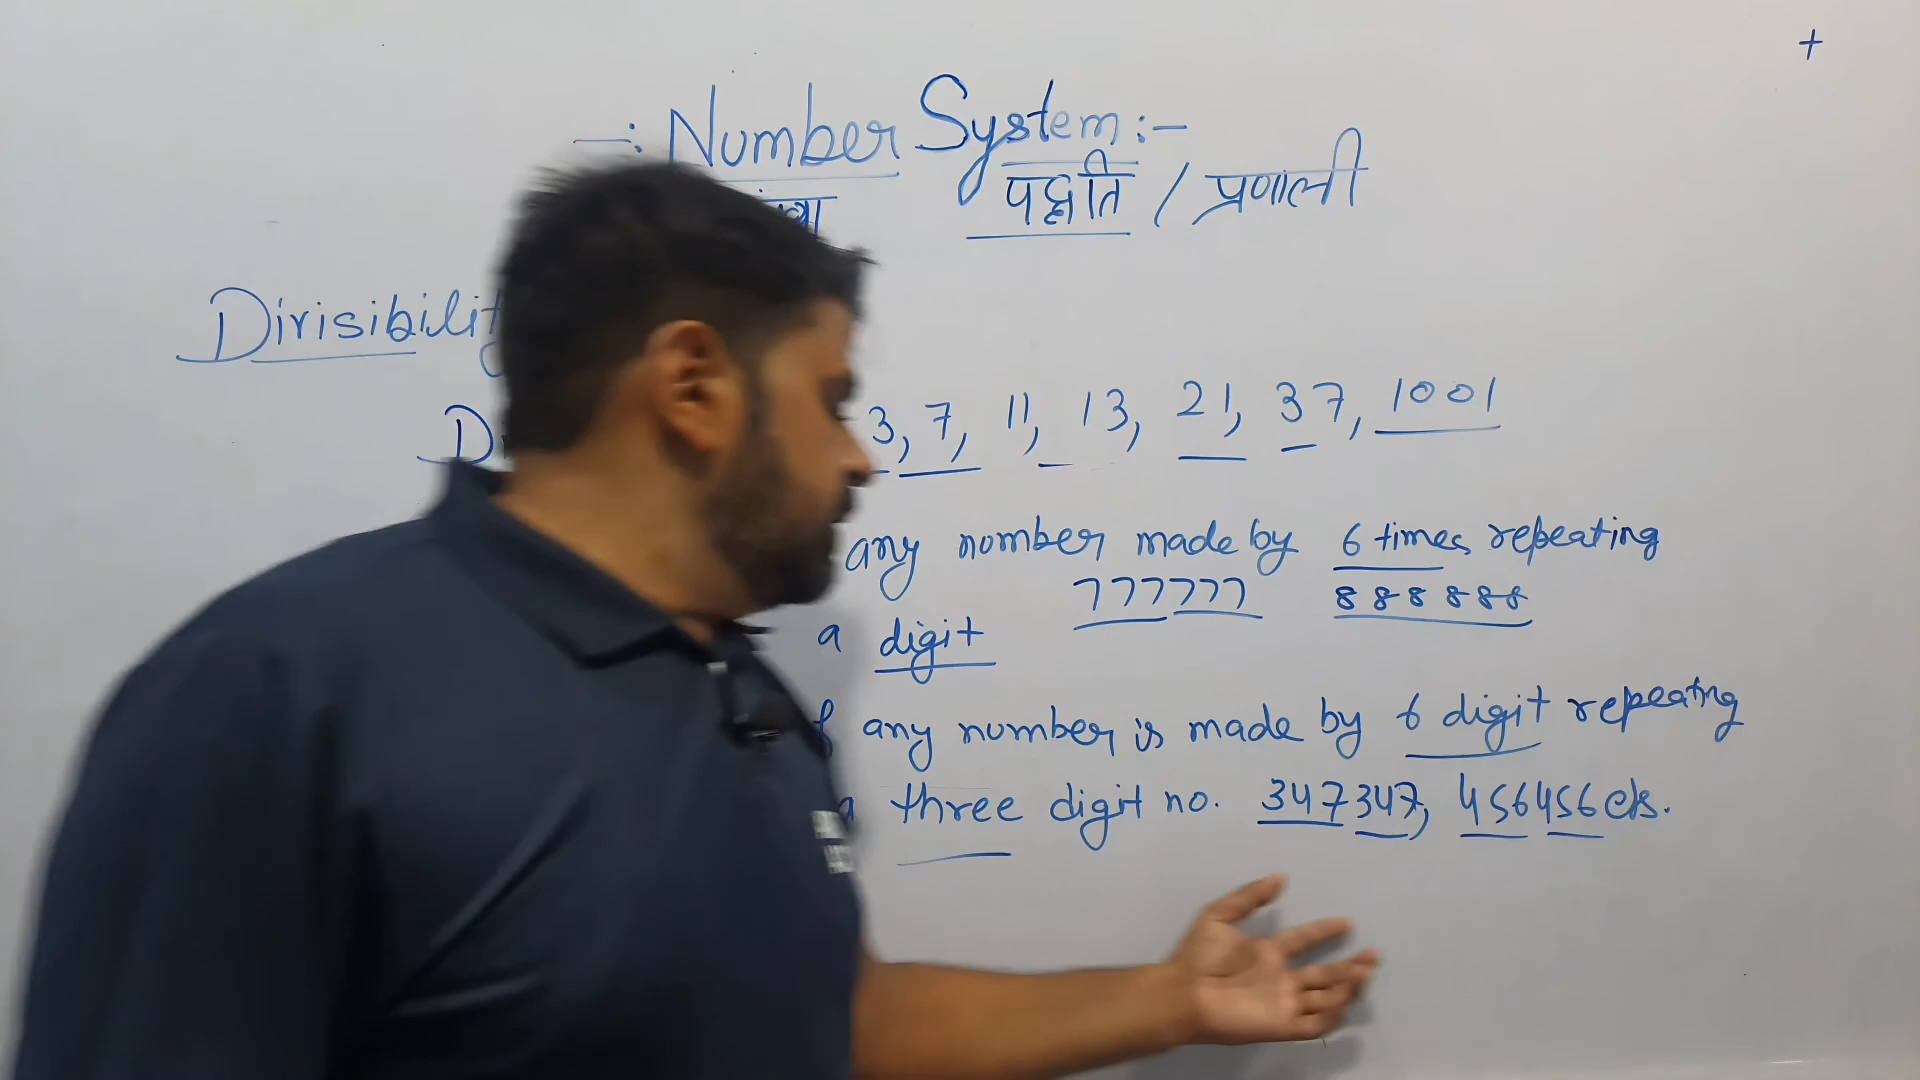 +
-: Number System :-
पद्धति / प्रणाली
Dirisibility
3, 7, 11, 13, 21, 37, 1001
any number made by 6 times repeating
777777 888888
a digit
any number is made by 6 digit repeating
a three digit no. 347347, 456456 etc.